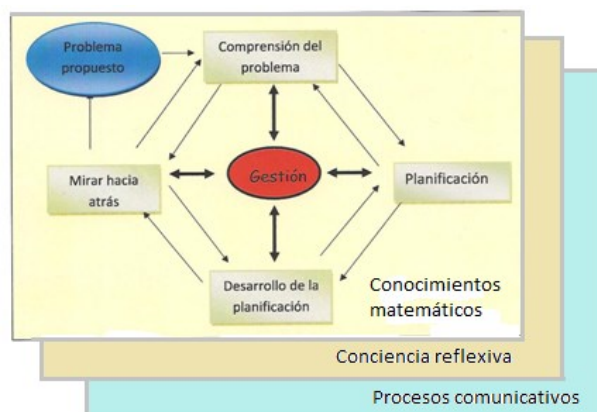 Problema
propuesto
Comprensión del
problema
Mirar hacia
atrás
Gestión
Planificación
Desarrollo de la
planificación
Conocimientos
matemáticos
Conciencia reflexiva
Procesos comunicativos